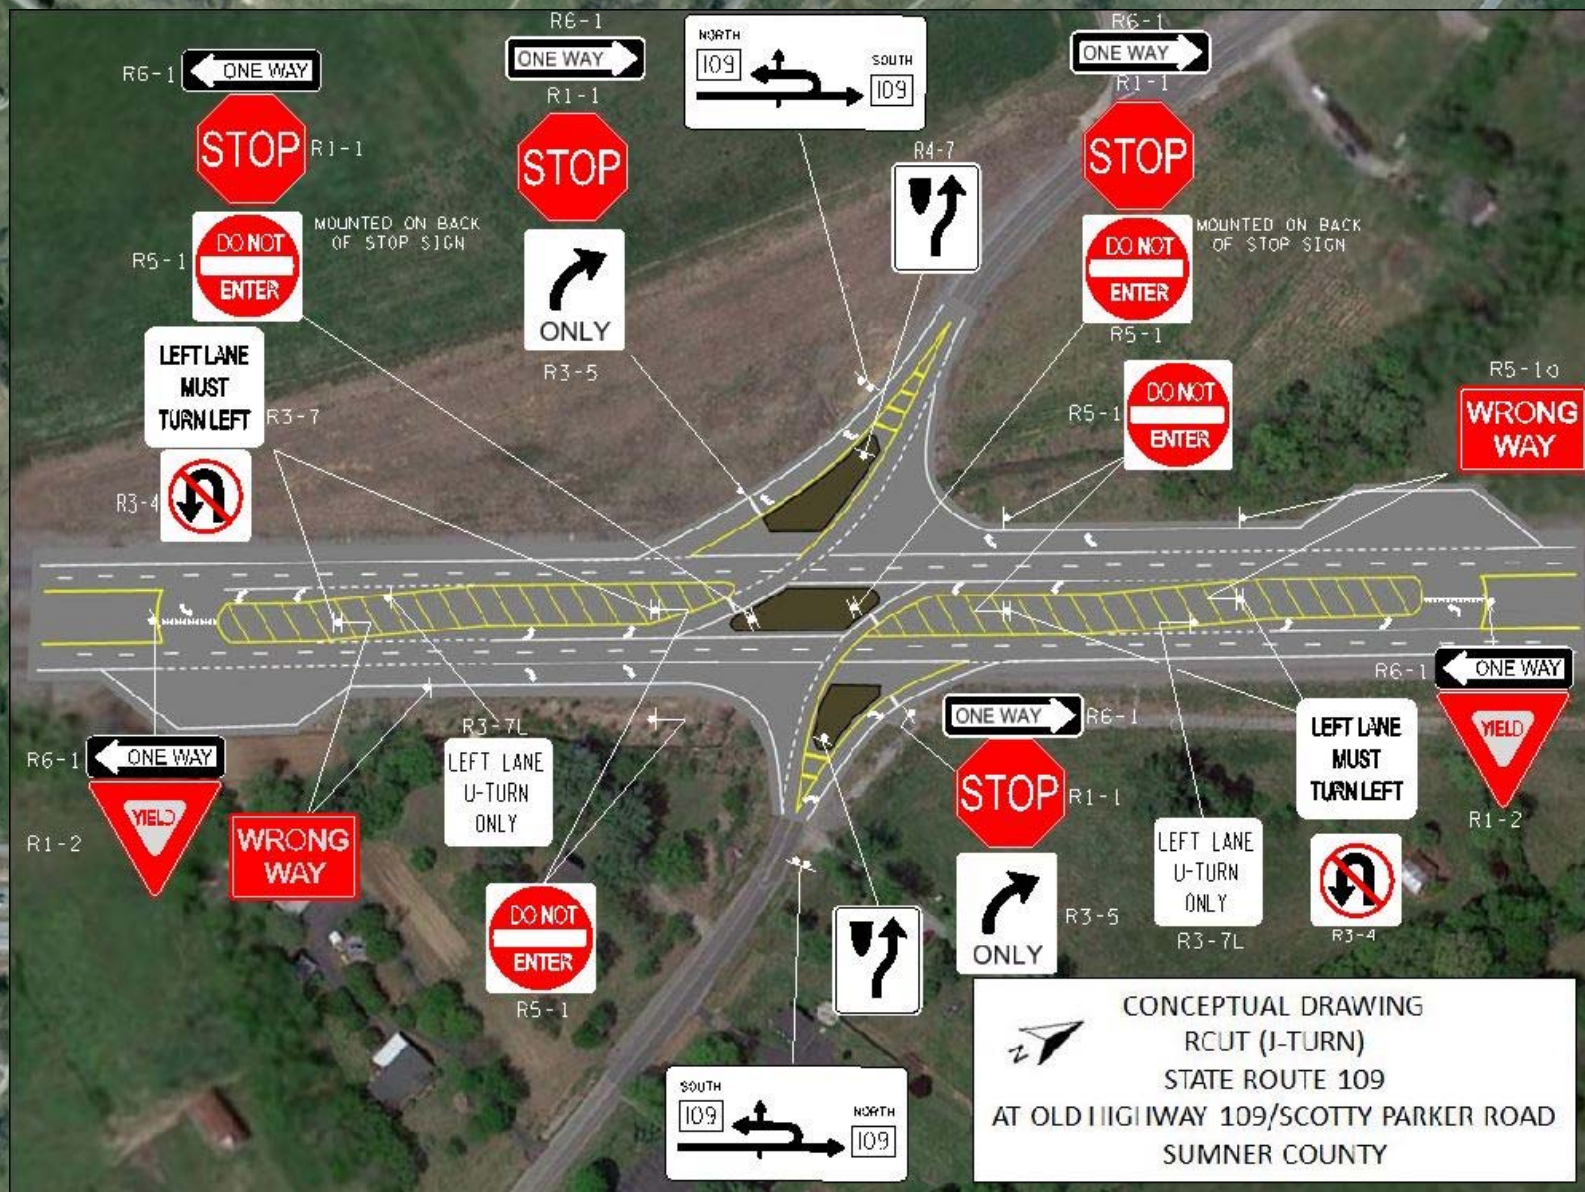 R6-1
ONE WAY
STOP
R1-1
DO NOT
ENTER
R5-1
MOUNTED ON BACK
OF STOP SIGN
LEFT LANE
MUST
TURN LEFT
R3-7
R3-4
R6-1
ONE WAY
R1-1
STOP
ONLY
R3-5
NORTH
109
SOUTH
109
R4-7
R6-1
ONE WAY
R1-1
STOP
MOUNTED ON BACK
OF STOP SIGN
DO NOT
ENTER
R5-1
R5-1
DO NOT
ENTER
R5-1a
WRONG
WAY
R6-1
ONE WAY
YIELD
R1-2
WRONG
WAY
R3-7L
LEFT LANE
U-TURN
ONLY
DO NOT
ENTER
R5-1
ONE WAY
R6-1
STOP
R1-1
R3-5
ONLY
LEFT LANE
U-TURN
ONLY
R3-7L
LEFT LANE
MUST
TURN LEFT
R3-4
R6-1
ONE WAY
YIELD
R1-2
SOUTH
109
NORTH
109
Z
CONCEPTUAL DRAWING
RCUT (J-TURN)
STATE ROUTE 109
AT OLD HIGHWAY 109/SCOTTY PARKER ROAD
SUMNER COUNTY